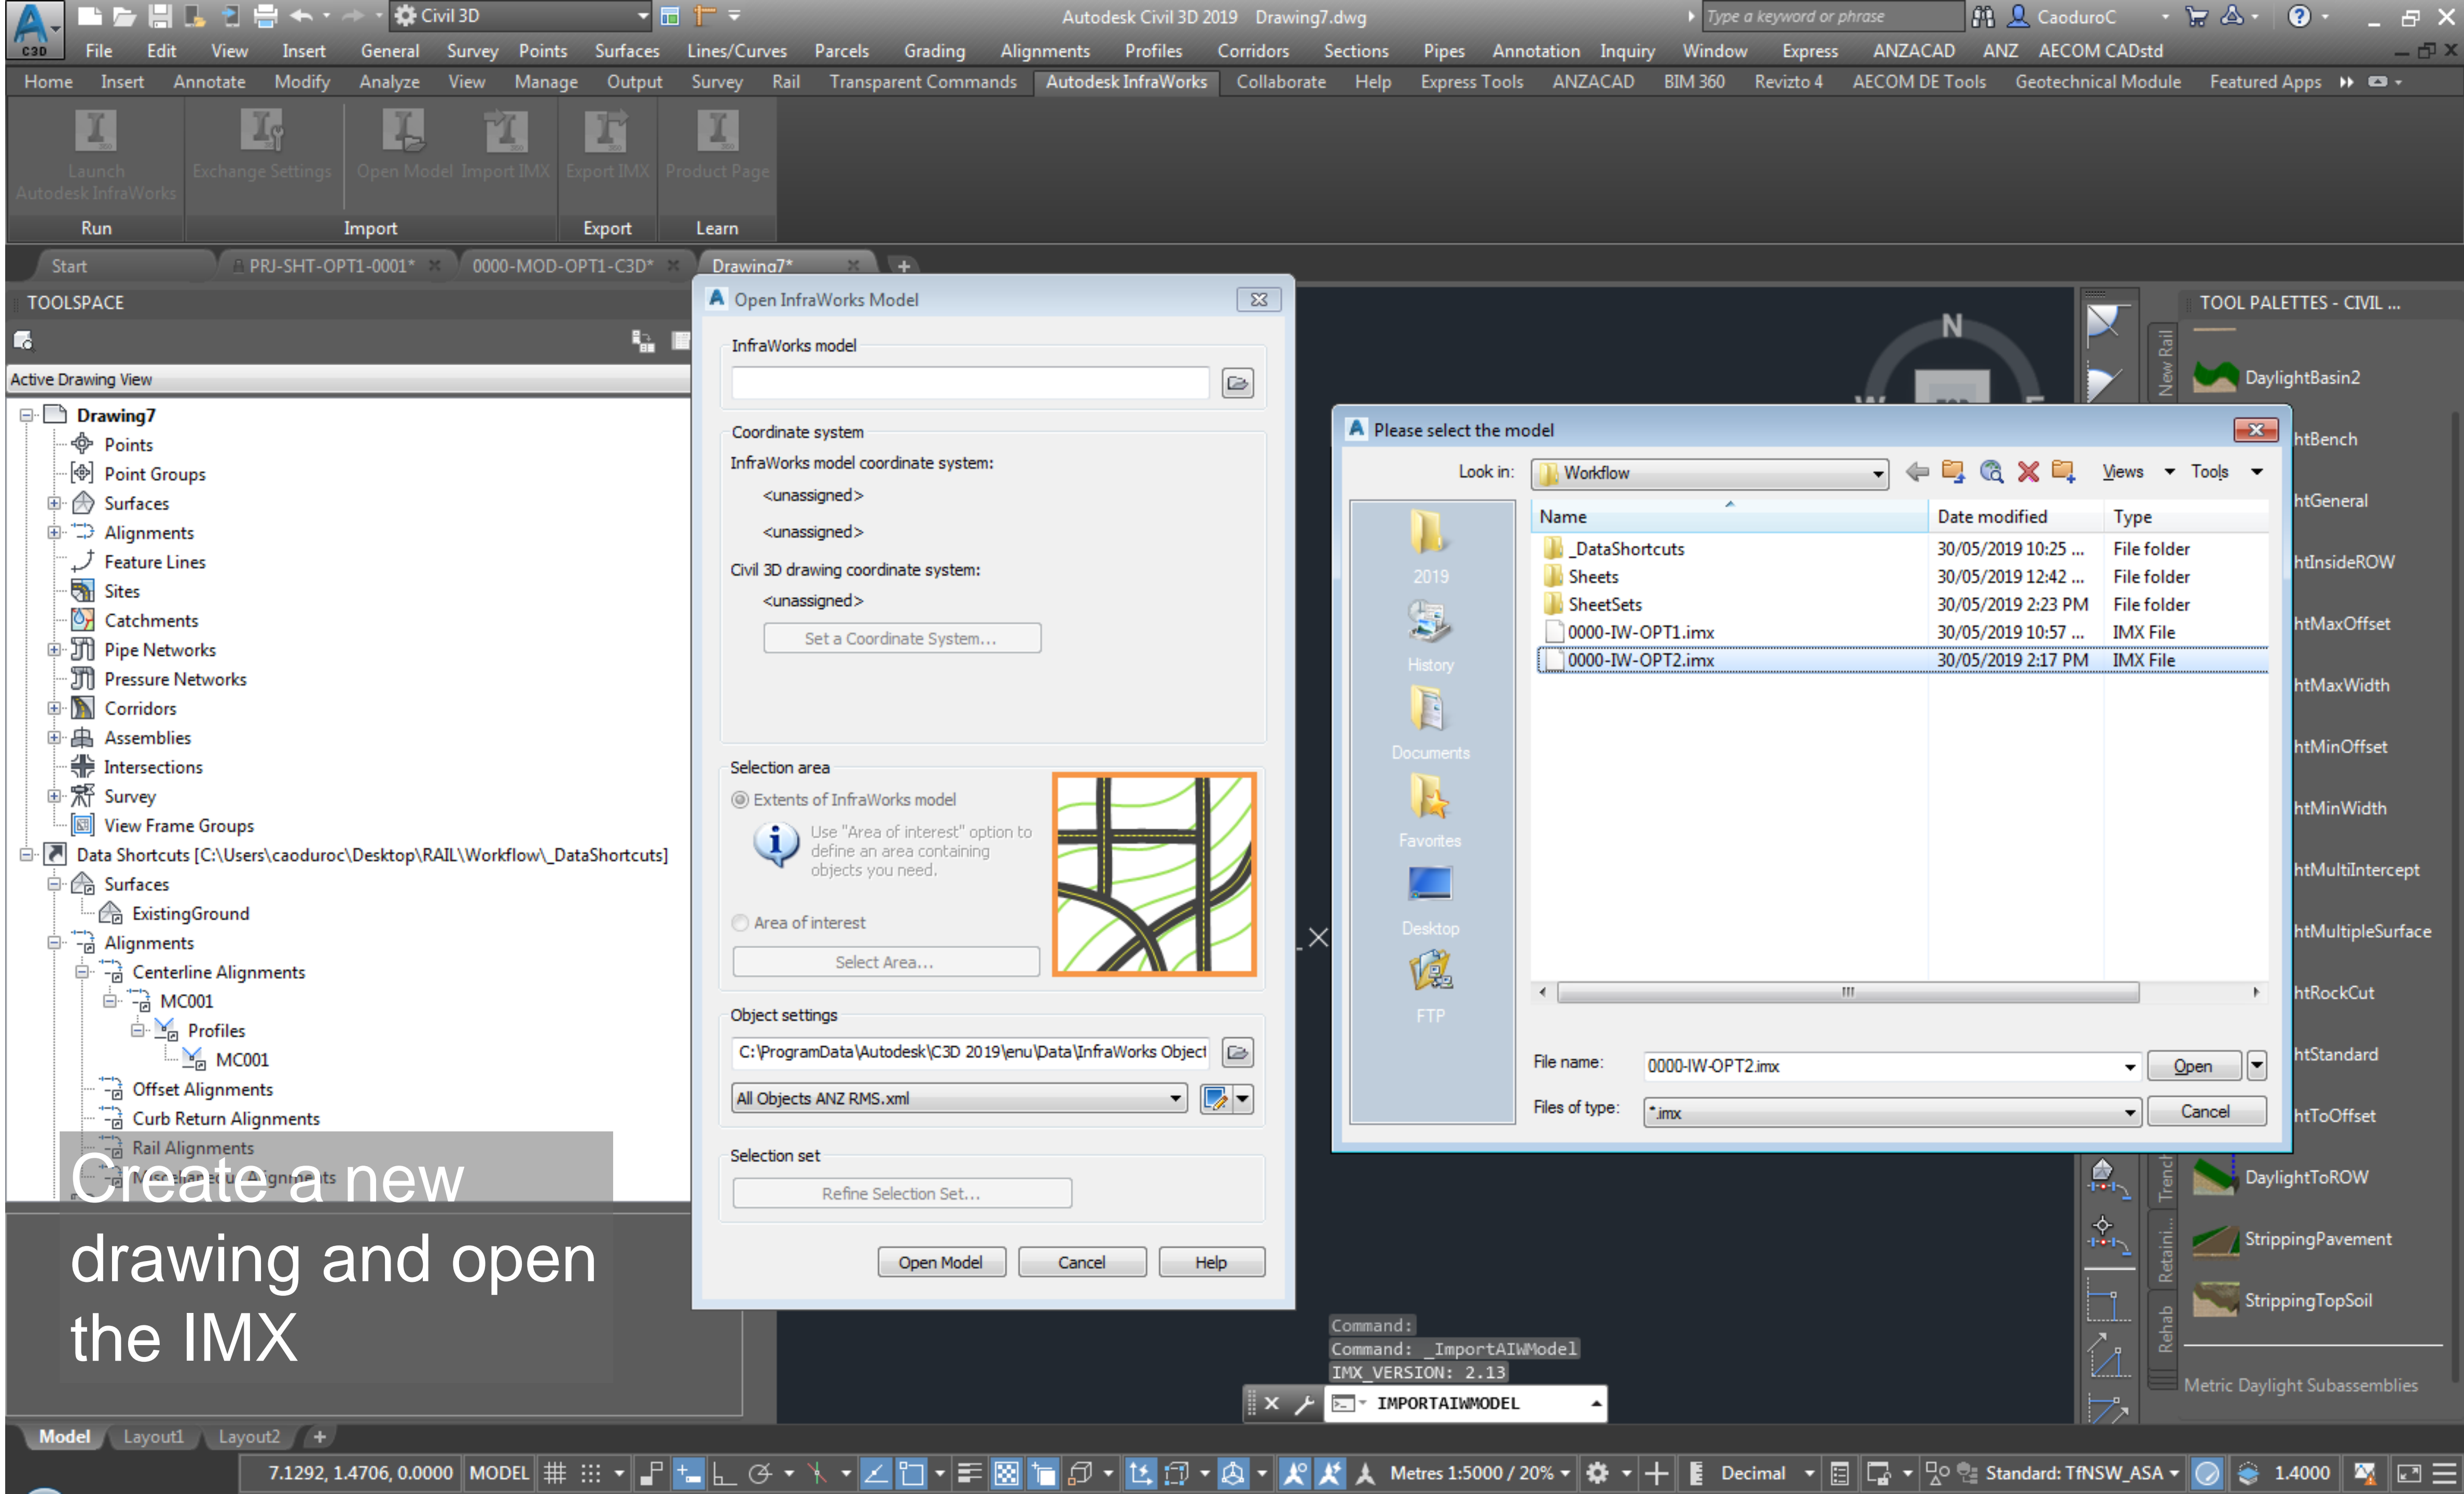 Civil 3D
Autodesk Civil 3D 2019 Drawing7.dwg
Type a keyword or phrase
CaoduroC
C3D
File Edit View Insert General Survey Points Surfaces Lines/Curves Parcels Grading Alignments Profiles Corridors Sections Pipes Annotation Inquiry Window Express ANZACAD ANZ AECOM CADstd
Home Insert Annotate Modify Analyze View Manage Output Survey Rail Transparent Commands Autodesk InfraWorks Collaborate Help Express Tools ANZACAD BIM 360 Revizto 4 AECOM DE Tools Geotechnical Module Featured Apps
Launch
Autodesk InfraWorks
Exchange Settings
Open Model
Import IMX
Export IMX
Product Page
Run Import Export Learn
Start PRJ-SHT-OPT1-0001* 0000-MOD-OPT1-C3D* Drawing7*
TOOLSPACE
Active Drawing View
Drawing7
Points
Point Groups
Surfaces
Alignments
Feature Lines
Sites
Catchments
Pipe Networks
Pressure Networks
Corridors
Assemblies
Intersections
Survey
View Frame Groups
Data Shortcuts [C:\Users\caoduroc\Desktop\RAIL\Workflow\_DataShortcuts]
Surfaces
ExistingGround
Alignments
Centerline Alignments
MC001
Profiles
MC001
Offset Alignments
Curb Return Alignments
Rail Alignments
Miscellaneous Alignments
Create a new
drawing and open
the IMX
Open InfraWorks Model
InfraWorks model
Coordinate system
InfraWorks model coordinate system:
<unassigned>
<unassigned>
Civil 3D drawing coordinate system:
<unassigned>
Set a Coordinate System...
Selection area
Extents of InfraWorks model
Use "Area of interest" option to
define an area containing
objects you need.
Area of interest
Select Area...
Object settings
C:\ProgramData\Autodesk\C3D 2019\enu\Data\InfraWorks Object
All Objects ANZ RMS.xml
Selection set
Refine Selection Set...
Open Model Cancel Help
Please select the model
Look in: Workflow Views Tools
Name Date modified Type
_DataShortcuts 30/05/2019 10:25 ... File folder
Sheets 30/05/2019 12:42 ... File folder
SheetSets 30/05/2019 2:23 PM File folder
0000-IW-OPT1.imx 30/05/2019 10:57 ... IMX File
0000-IW-OPT2.imx 30/05/2019 2:17 PM IMX File
2019
History
Documents
Favorites
Desktop
FTP
File name: 0000-IW-OPT2.imx Open
Files of type: *.imx Cancel
N
TOOL PALETTES - CIVIL ...
New Rail
DaylightBasin2
htBench
htGeneral
htInsideROW
htMaxOffset
htMaxWidth
htMinOffset
htMinWidth
htMultiIntercept
htMultipleSurface
htRockCut
htStandard
htToOffset
DaylightToROW
StrippingPavement
StrippingTopSoil
Metric Daylight Subassemblies
Trench
Retaini...
Rehab
Command:
Command: _ImportAIWModel
IMX_VERSION: 2.13
IMPORTAIWMODEL
Model Layout1 Layout2 +
7.1292, 1.4706, 0.0000 MODEL Metres 1:5000 / 20% Decimal Standard: TfNSW_ASA 1.4000